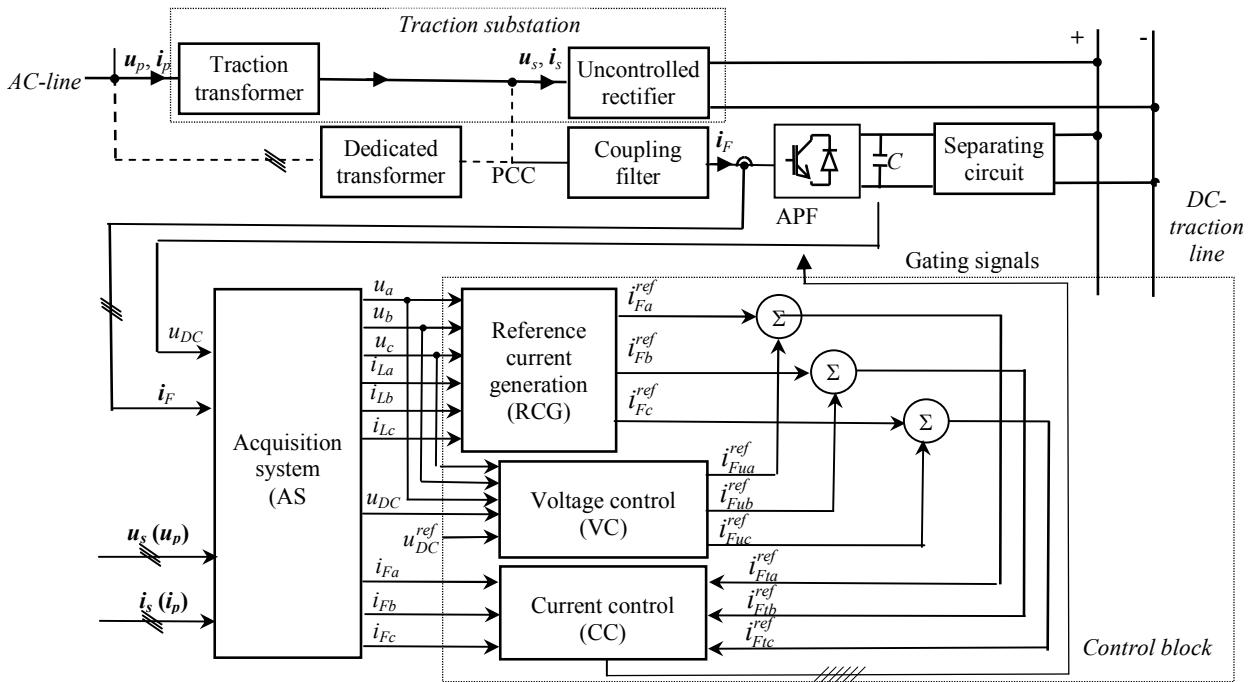 Traction substation
+ -
AC-line
u_p, i_p
Traction
transformer
u_s, i_s
Uncontrolled
rectifier
Dedicated
transformer
PCC
Coupling
filter
i_F
APF
C
Separating
circuit
DC-
traction
line
Gating signals
u_DC
i_F
u_s (u_p)
i_s (i_p)
Acquisition
system
(AS
u_a
u_b
u_c
i_La
i_Lb
i_Lc
u_DC
u_DC^ref
i_Fa
i_Fb
i_Fc
Reference
current
generation
(RCG)
i_Fa^ref
i_Fb^ref
i_Fc^ref
Σ
Σ
Σ
Voltage control
(VC)
i_Fua^ref
i_Fub^ref
i_Fuc^ref
Current control
(CC)
i_Fta^ref
i_Ftb^ref
i_Ftc^ref
Control block